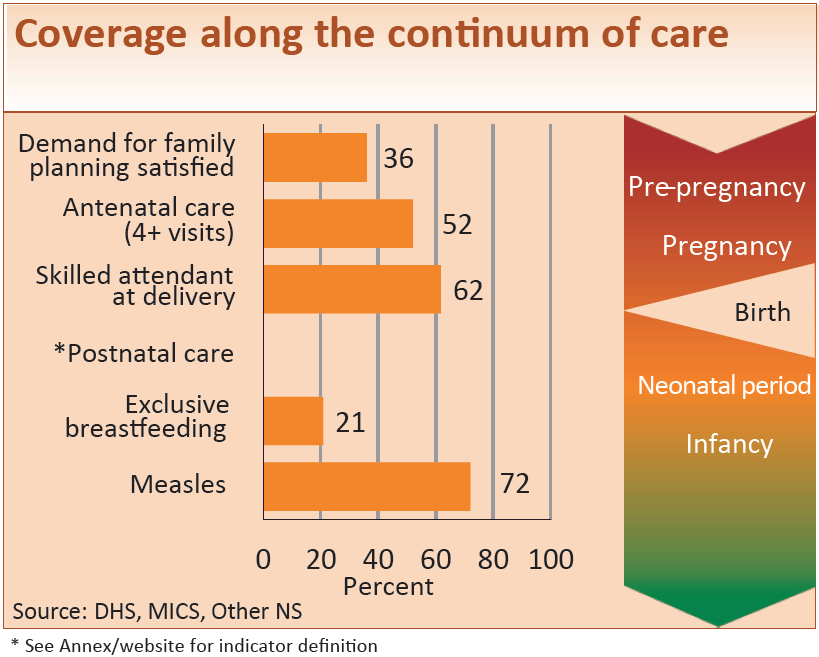 Coverage along the continuum of care
Demand for family
planning satisfied
36
Antenatal care
(4+ visits)
52
Skilled attendant
at delivery
62
*Postnatal care
Exclusive
breastfeeding
21
Measles
72
0 20 40 60 80 100
Percent
Source: DHS, MICS, Other NS
Pre-pregnancy
Pregnancy
Birth
Neonatal period
Infancy
* See Annex/website for indicator definition